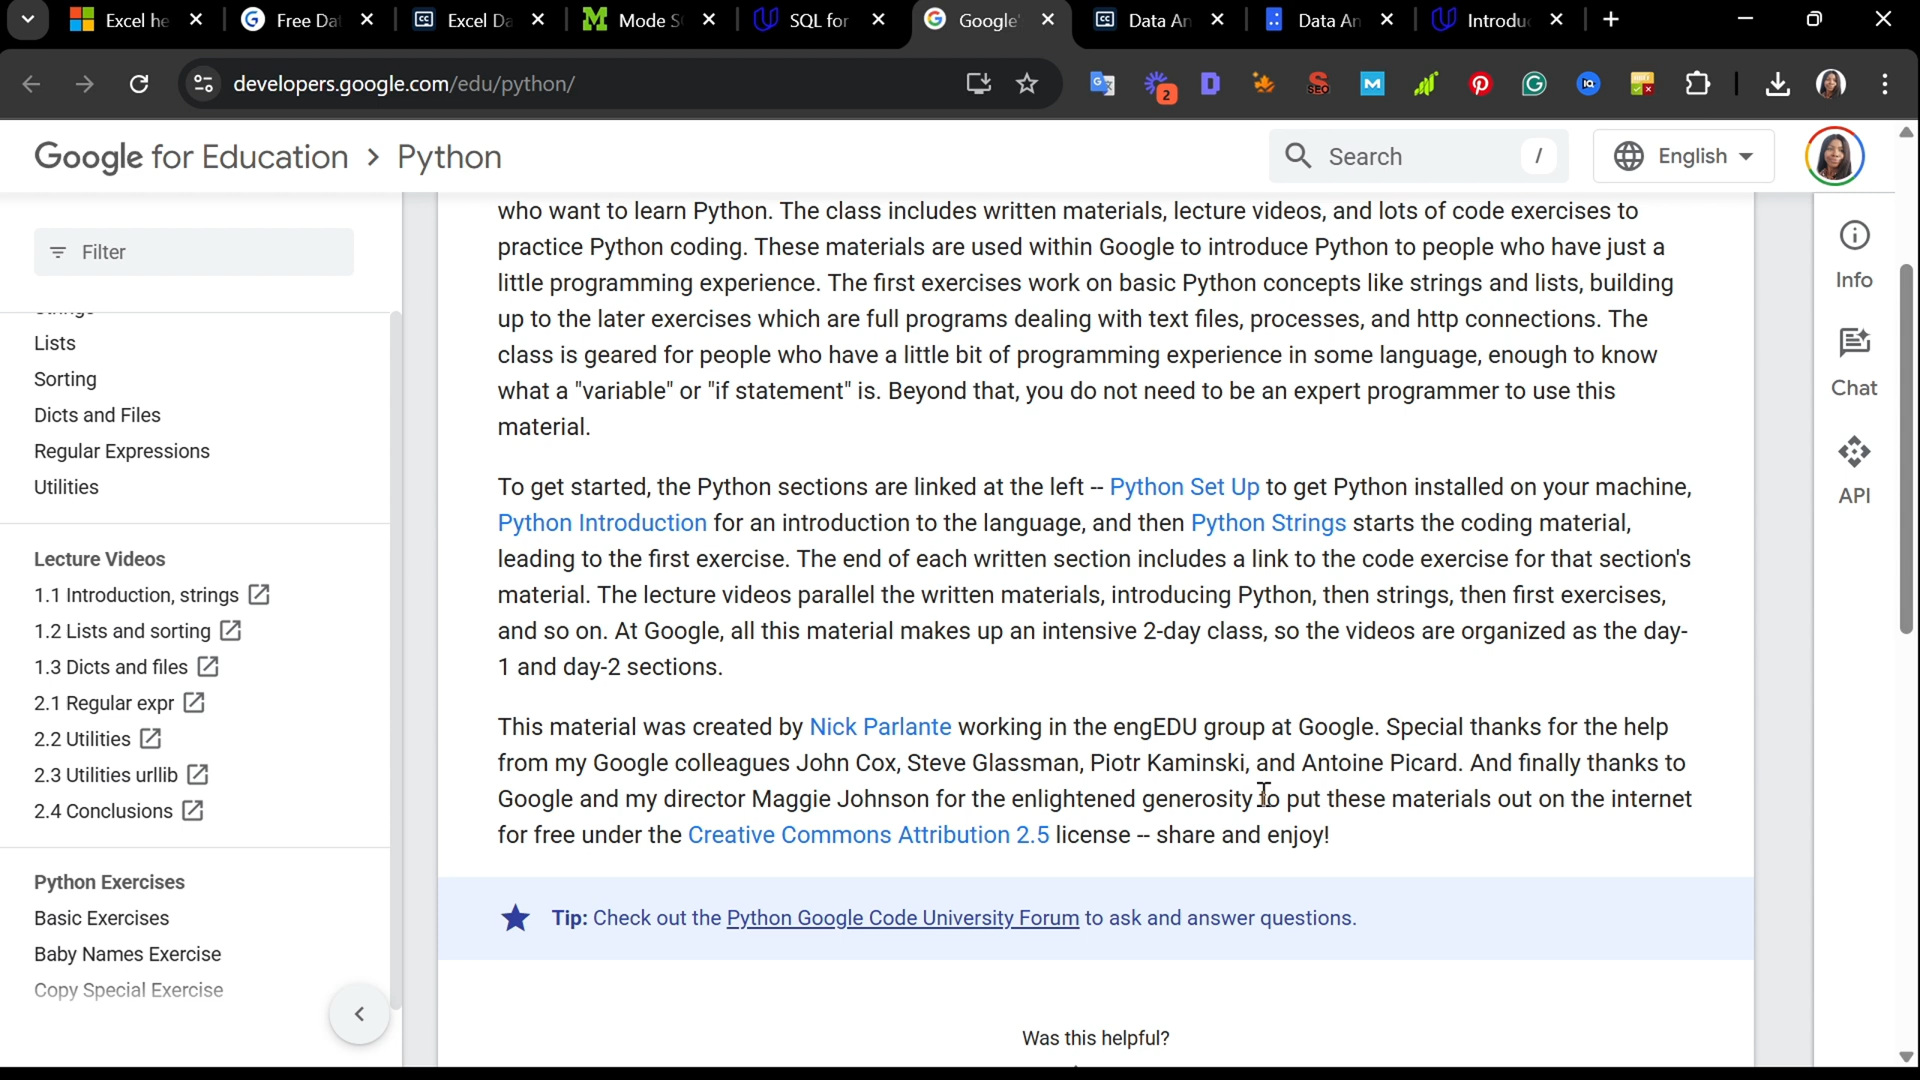 Excel he
Free Dat
Excel Da
Mode S
SQL for
Google'
Data An
Data An
Introdu
developers.google.com/edu/python/
2
SEO
Google for Education > Python
Search
/
English
Filter
Lists
Sorting
Dicts and Files
Regular Expressions
Utilities
Lecture Videos
1.1 Introduction, strings
1.2 Lists and sorting
1.3 Dicts and files
2.1 Regular expr
2.2 Utilities
2.3 Utilities urllib
2.4 Conclusions
Python Exercises
Basic Exercises
Baby Names Exercise
Copy Special Exercise
who want to learn Python. The class includes written materials, lecture videos, and lots of code exercises to
practice Python coding. These materials are used within Google to introduce Python to people who have just a
little programming experience. The first exercises work on basic Python concepts like strings and lists, building
up to the later exercises which are full programs dealing with text files, processes, and http connections. The
class is geared for people who have a little bit of programming experience in some language, enough to know
what a "variable" or "if statement" is. Beyond that, you do not need to be an expert programmer to use this
material.
To get started, the Python sections are linked at the left -- Python Set Up to get Python installed on your machine,
Python Introduction for an introduction to the language, and then Python Strings starts the coding material,
leading to the first exercise. The end of each written section includes a link to the code exercise for that section's
material. The lecture videos parallel the written materials, introducing Python, then strings, then first exercises,
and so on. At Google, all this material makes up an intensive 2-day class, so the videos are organized as the day-
1 and day-2 sections.
This material was created by Nick Parlante working in the engEDU group at Google. Special thanks for the help
from my Google colleagues John Cox, Steve Glassman, Piotr Kaminski, and Antoine Picard. And finally thanks to
Google and my director Maggie Johnson for the enlightened generosity to put these materials out on the internet
for free under the Creative Commons Attribution 2.5 license -- share and enjoy!
Tip: Check out the Python Google Code University Forum to ask and answer questions.
Was this helpful?
Info
Chat
API